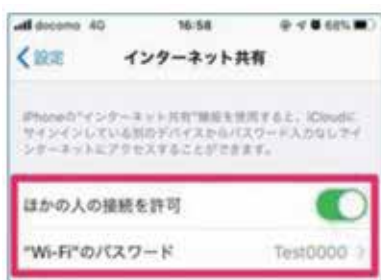 docomo 4G 16:58 68%
設定 インターネット共有
iPhoneの"インターネット共有"機能を使用すると、iCloudに
サインインしている別のデバイスからパスワード入力なしでイ
ンターネットにアクセスすることができます。
ほかの人の接続を許可
"Wi-Fi"のパスワード Test0000